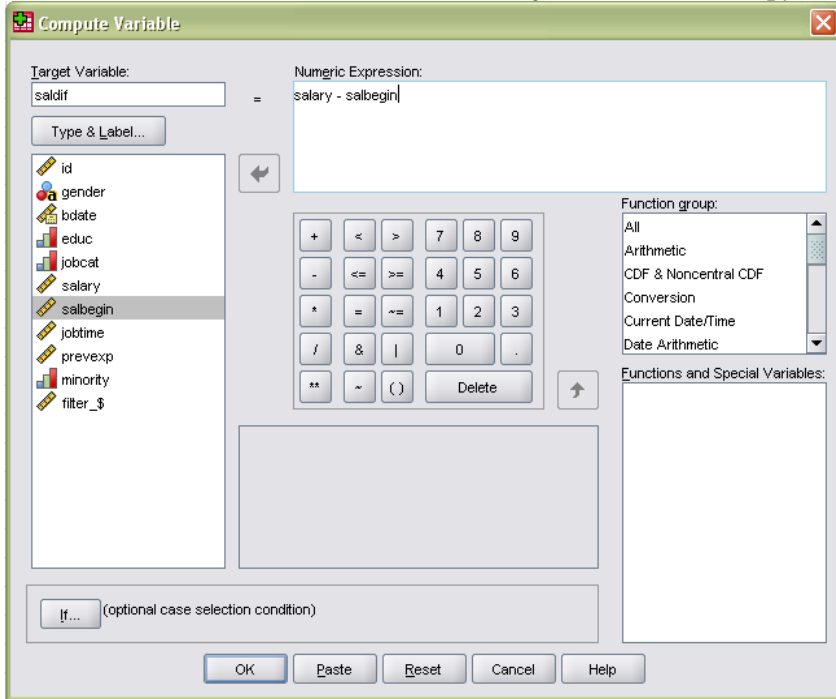 Compute Variable
Target Variable:
saldif
=
Numeric Expression:
salary - salbegin
Type & Label...
id
gender
bdate
educ
jobcat
salary
salbegin
jobtime
prevexp
minority
filter_$
+ < > 7 8 9
- <= >= 4 5 6
* = ~= 1 2 3
/ & | 0 .
** ~ ( ) Delete
Function group:
All
Arithmetic
CDF & Noncentral CDF
Conversion
Current Date/Time
Date Arithmetic
Functions and Special Variables:
If... (optional case selection condition)
OK Paste Reset Cancel Help